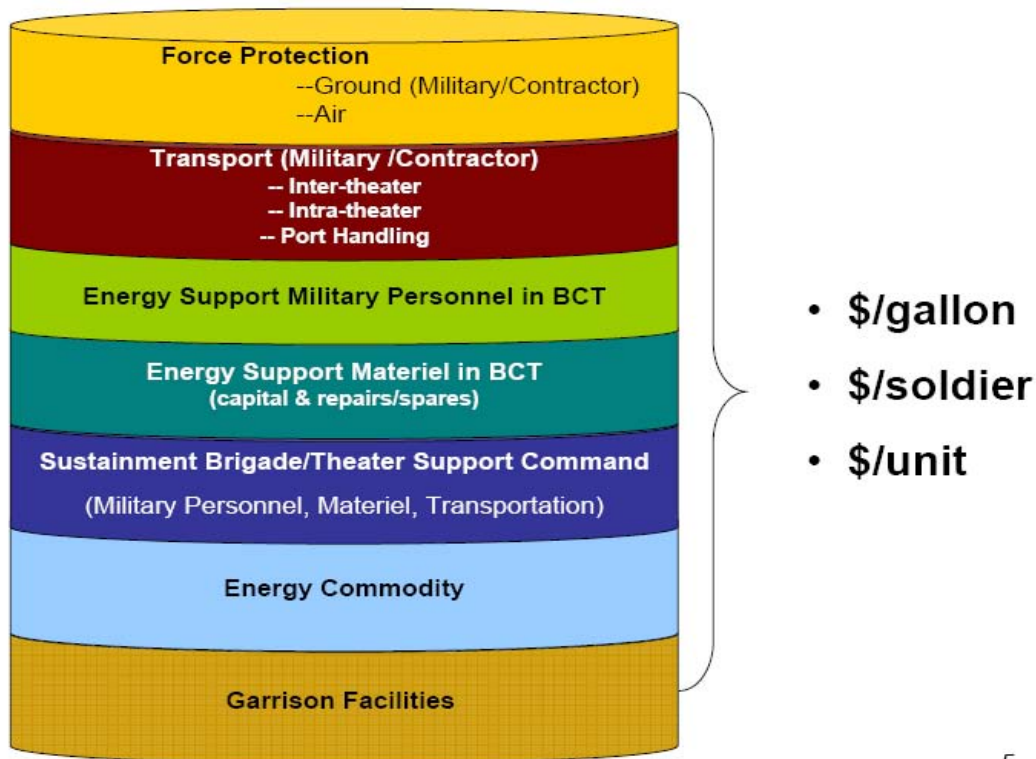 Force Protection
--Ground (Military/Contractor)
--Air
Transport (Military /Contractor)
-- Inter-theater
-- Intra-theater
-- Port Handling
Energy Support Military Personnel in BCT
Energy Support Materiel in BCT
(capital & repairs/spares)
Sustainment Brigade/Theater Support Command
(Military Personnel, Materiel, Transportation)
Energy Commodity
Garrison Facilities
• $/gallon
• $/soldier
• $/unit
5